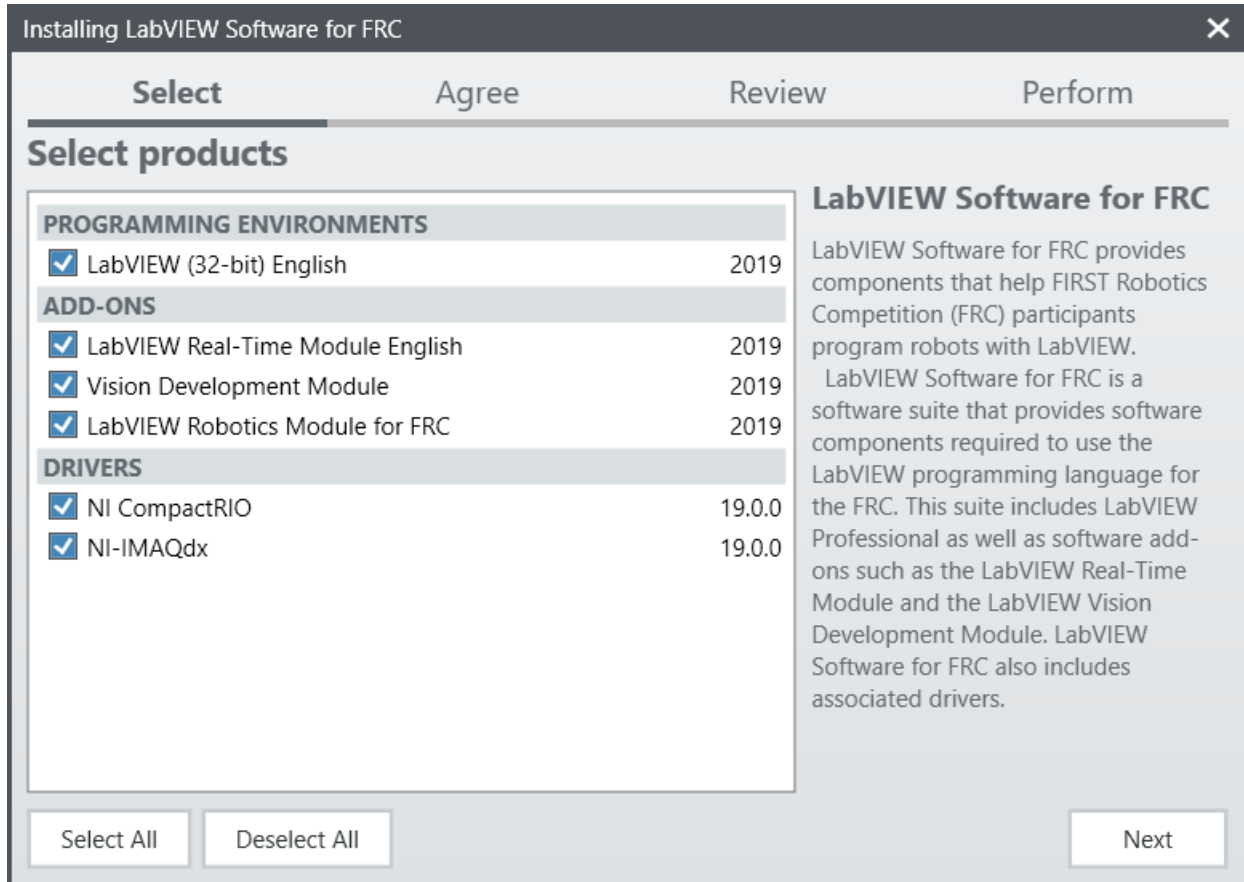 Installing LabVIEW Software for FRC
Select Agree Review Perform
Select products
PROGRAMMING ENVIRONMENTS
LabVIEW (32-bit) English 2019
ADD-ONS
LabVIEW Real-Time Module English 2019
Vision Development Module 2019
LabVIEW Robotics Module for FRC 2019
DRIVERS
NI CompactRIO 19.0.0
NI-IMAQdx 19.0.0
LabVIEW Software for FRC
LabVIEW Software for FRC provides
components that help FIRST Robotics
Competition (FRC) participants
program robots with LabVIEW.
LabVIEW Software for FRC is a
software suite that provides software
components required to use the
LabVIEW programming language for
the FRC. This suite includes LabVIEW
Professional as well as software add-
ons such as the LabVIEW Real-Time
Module and the LabVIEW Vision
Development Module. LabVIEW
Software for FRC also includes
associated drivers.
Select All Deselect All Next